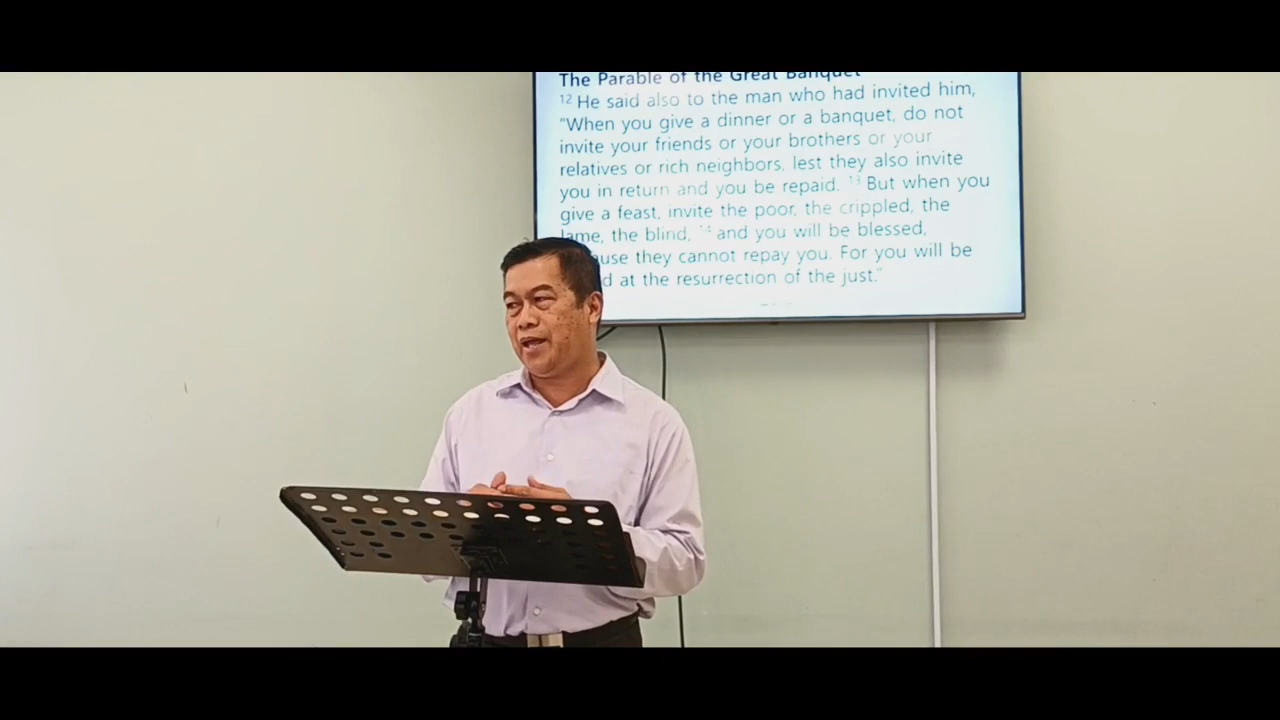 The Parable of the Great Banquet
12 He said also to the man who had invited him,
“When you give a dinner or a banquet, do not
invite your friends or your brothers or your
relatives or rich neighbors, lest they also invite
you in return and you be repaid. 13 But when you
give a feast, invite the poor, the crippled, the
lame, the blind, 14 and you will be blessed,
ause they cannot repay you. For you will be
d at the resurrection of the just.”